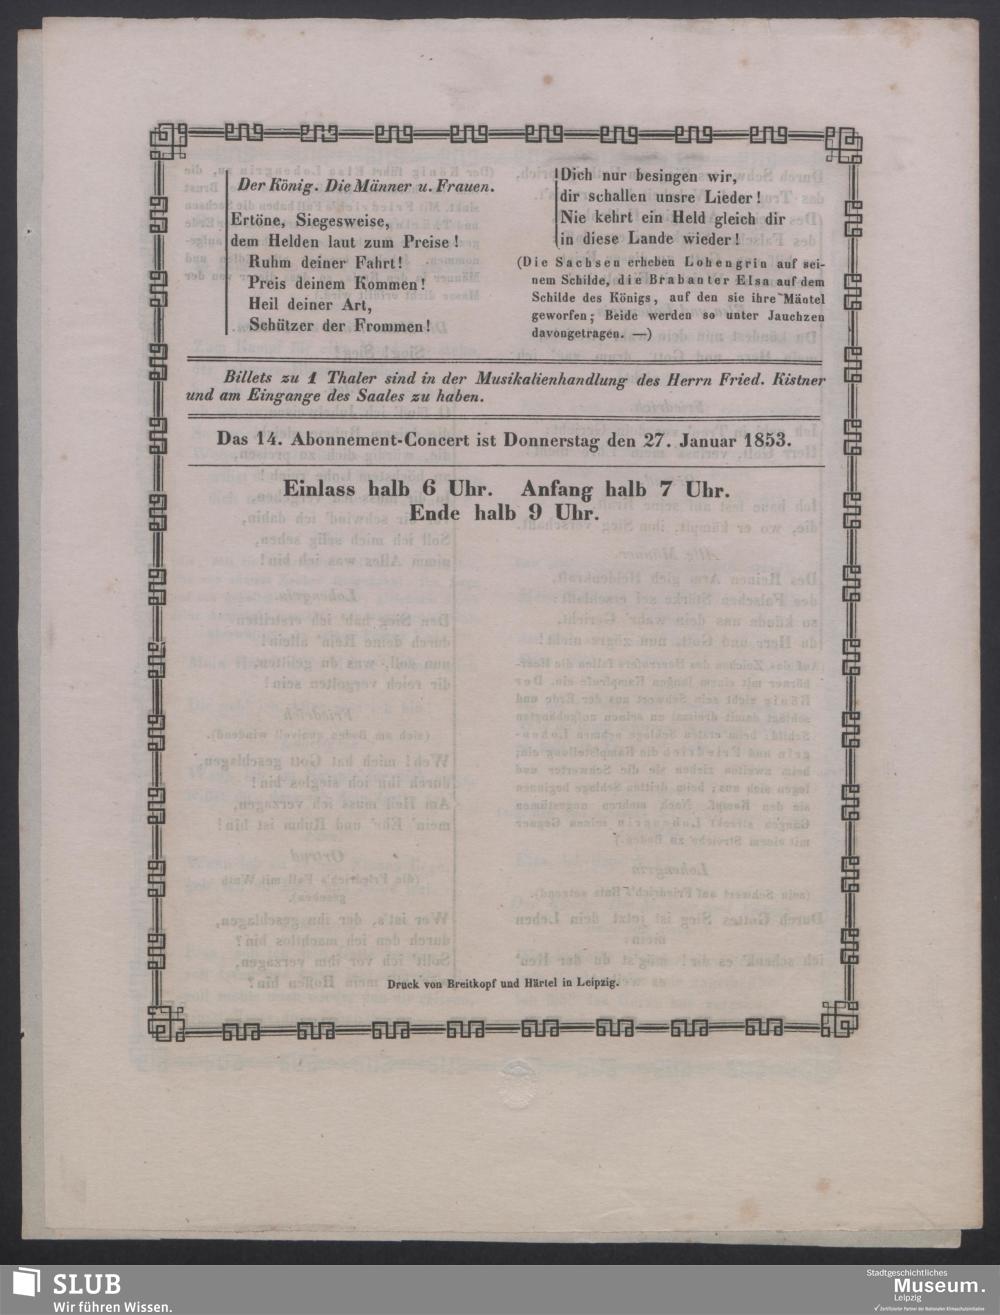 Der König. Die Männer u. Frauen.
Ertöne, Siegesweise,
dem Helden laut zum Preise!
Ruhm deiner Fahrt!
Preis deinem Kommen!
Heil deiner Art,
Schützer der Frommen!
Dich nur besingen wir,
dir schallen unsre Lieder!
Nie kehrt ein Held gleich dir
in diese Lande wieder!
(Die Sachsen erheben Lohengrin auf sei-
nem Schilde, die Brabanter Elsa auf dem
Schilde des Königs, auf den sie ihre Mäntel
geworfen; Beide werden so unter Jauchzen
davongetragen. —)
Billets zu 1 Thaler sind in der Musikalienhandlung des Herrn Fried. Kistner
und am Eingange des Saales zu haben.
Das 14. Abonnement-Concert ist Donnerstag den 27. Januar 1853.
Einlass halb 6 Uhr. Anfang halb 7 Uhr.
Ende halb 9 Uhr.
Druck von Breitkopf und Härtel in Leipzig.
SLUB
Wir führen Wissen.
Stadtgeschichtliches
Museum.
Leipzig
Zertifizierter Partner der Nationalen Klimaschutzinitiative